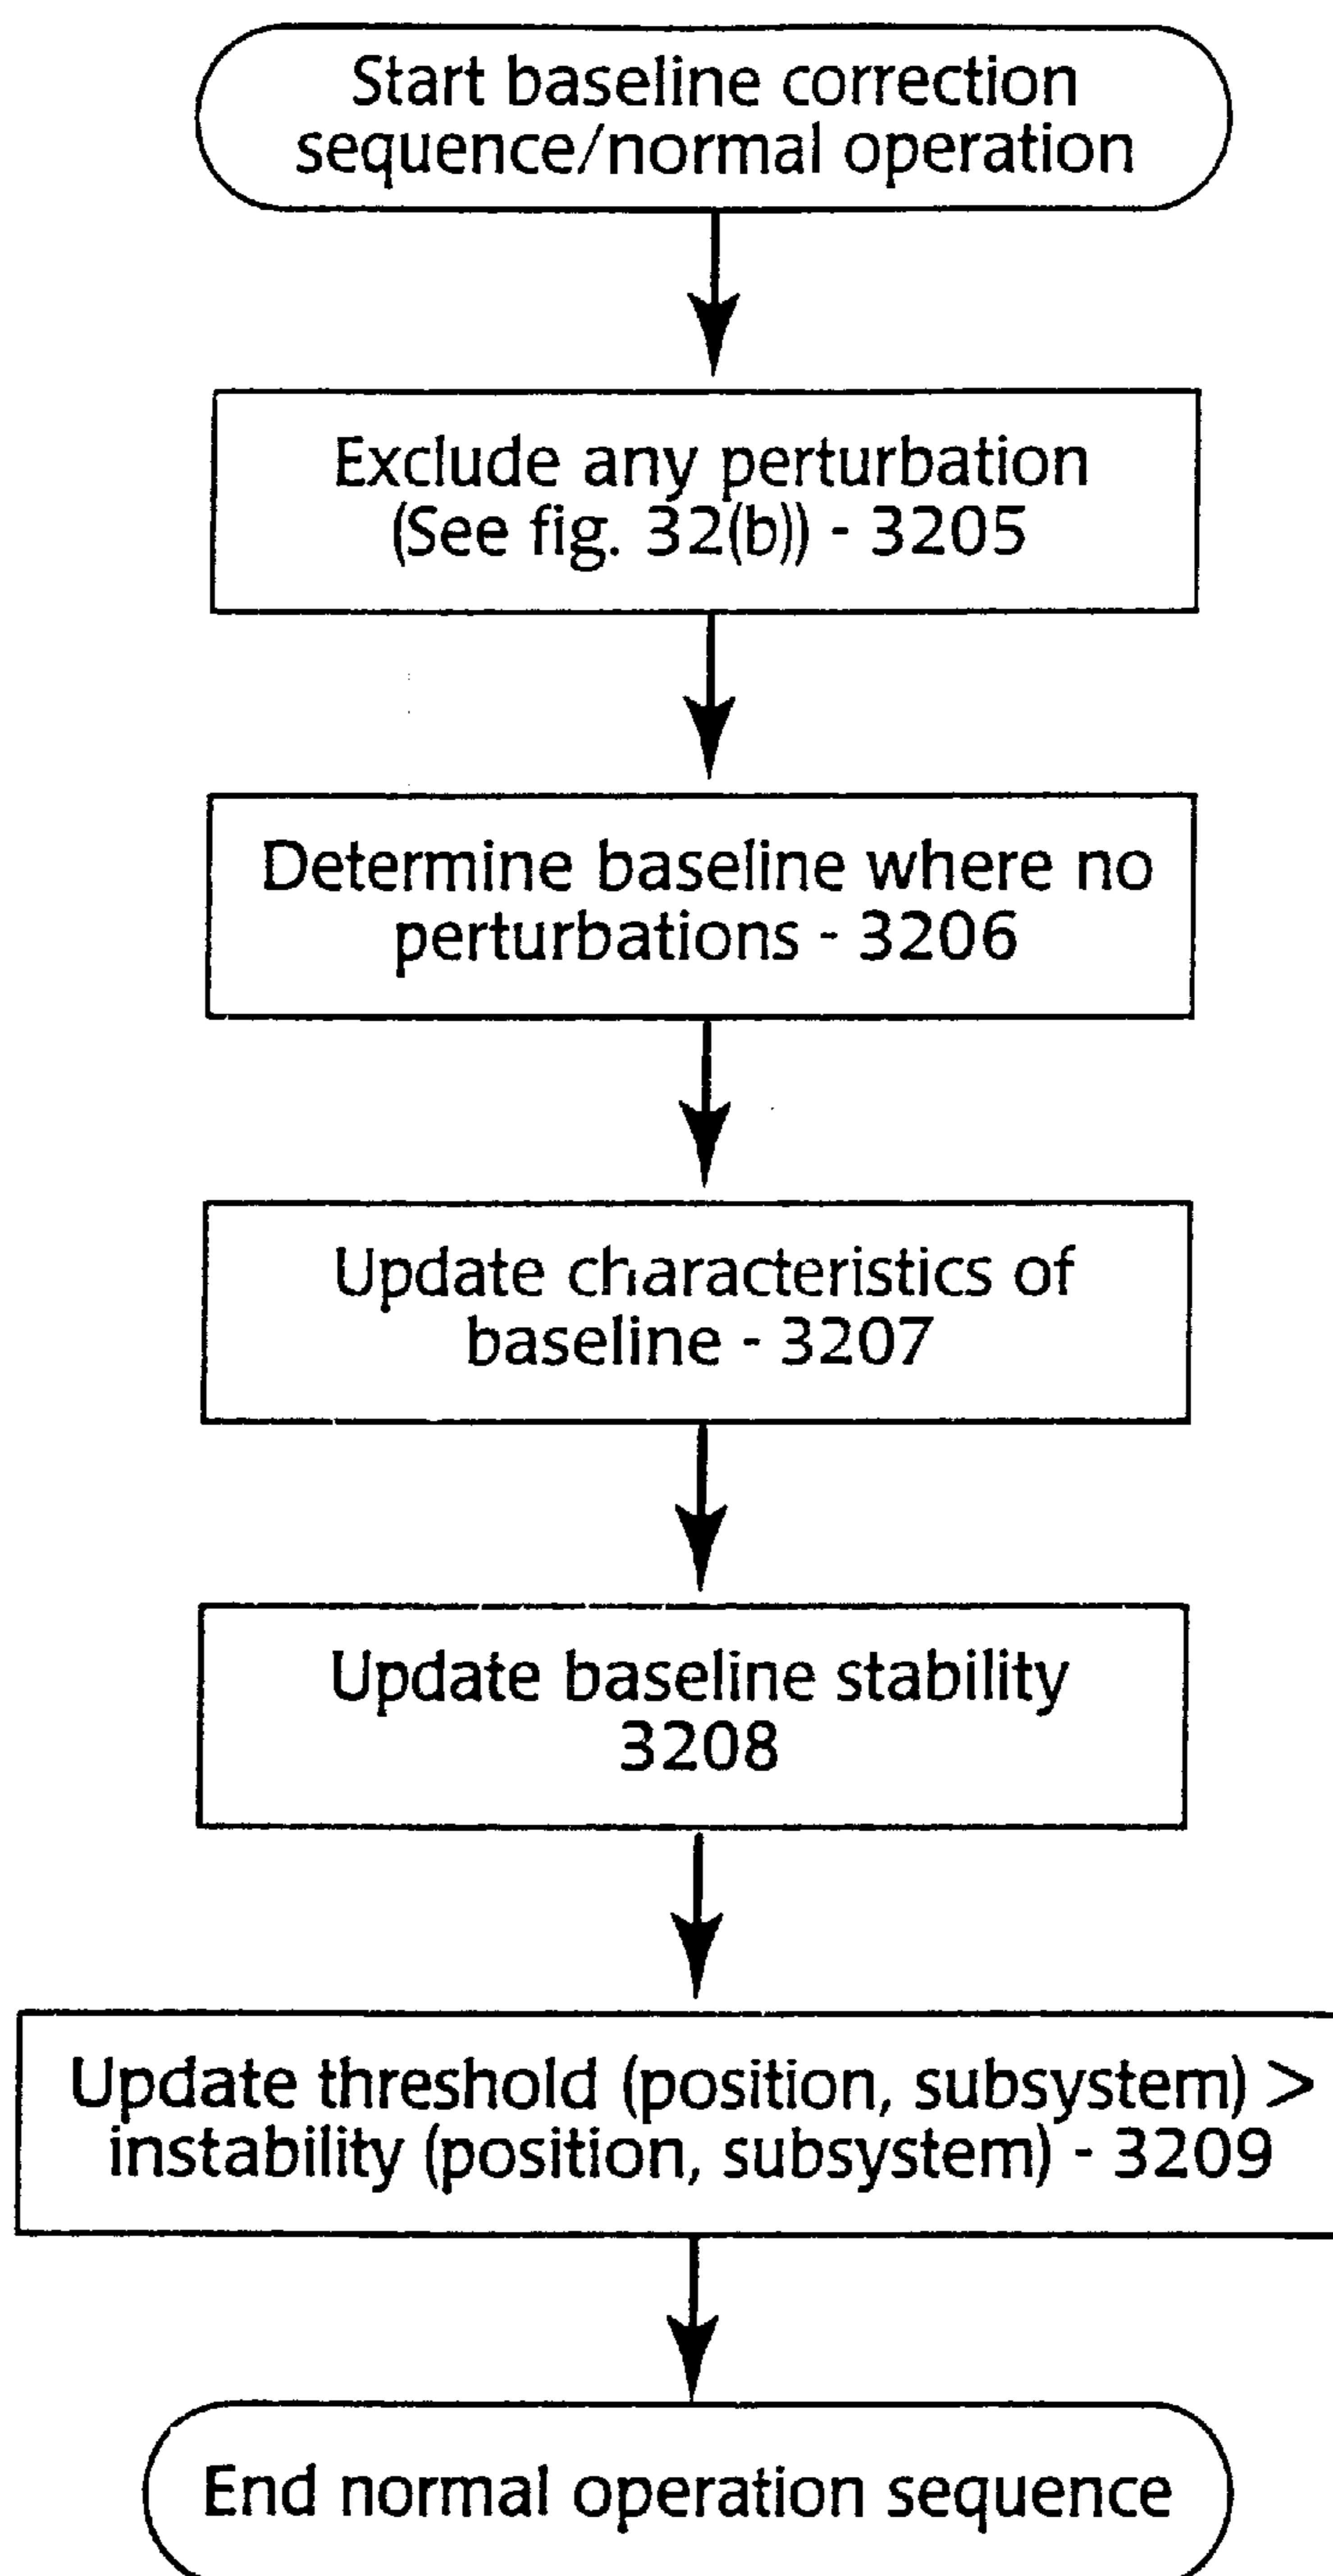 Start baseline correction
sequence/normal operation
Exclude any perturbation
(See fig. 32(b)) - 3205
Determine baseline where no
perturbations - 3206
Update characteristics of
baseline - 3207
Update baseline stability
3208
Update threshold (position, subsystem) >
instability (position, subsystem) - 3209
End normal operation sequence